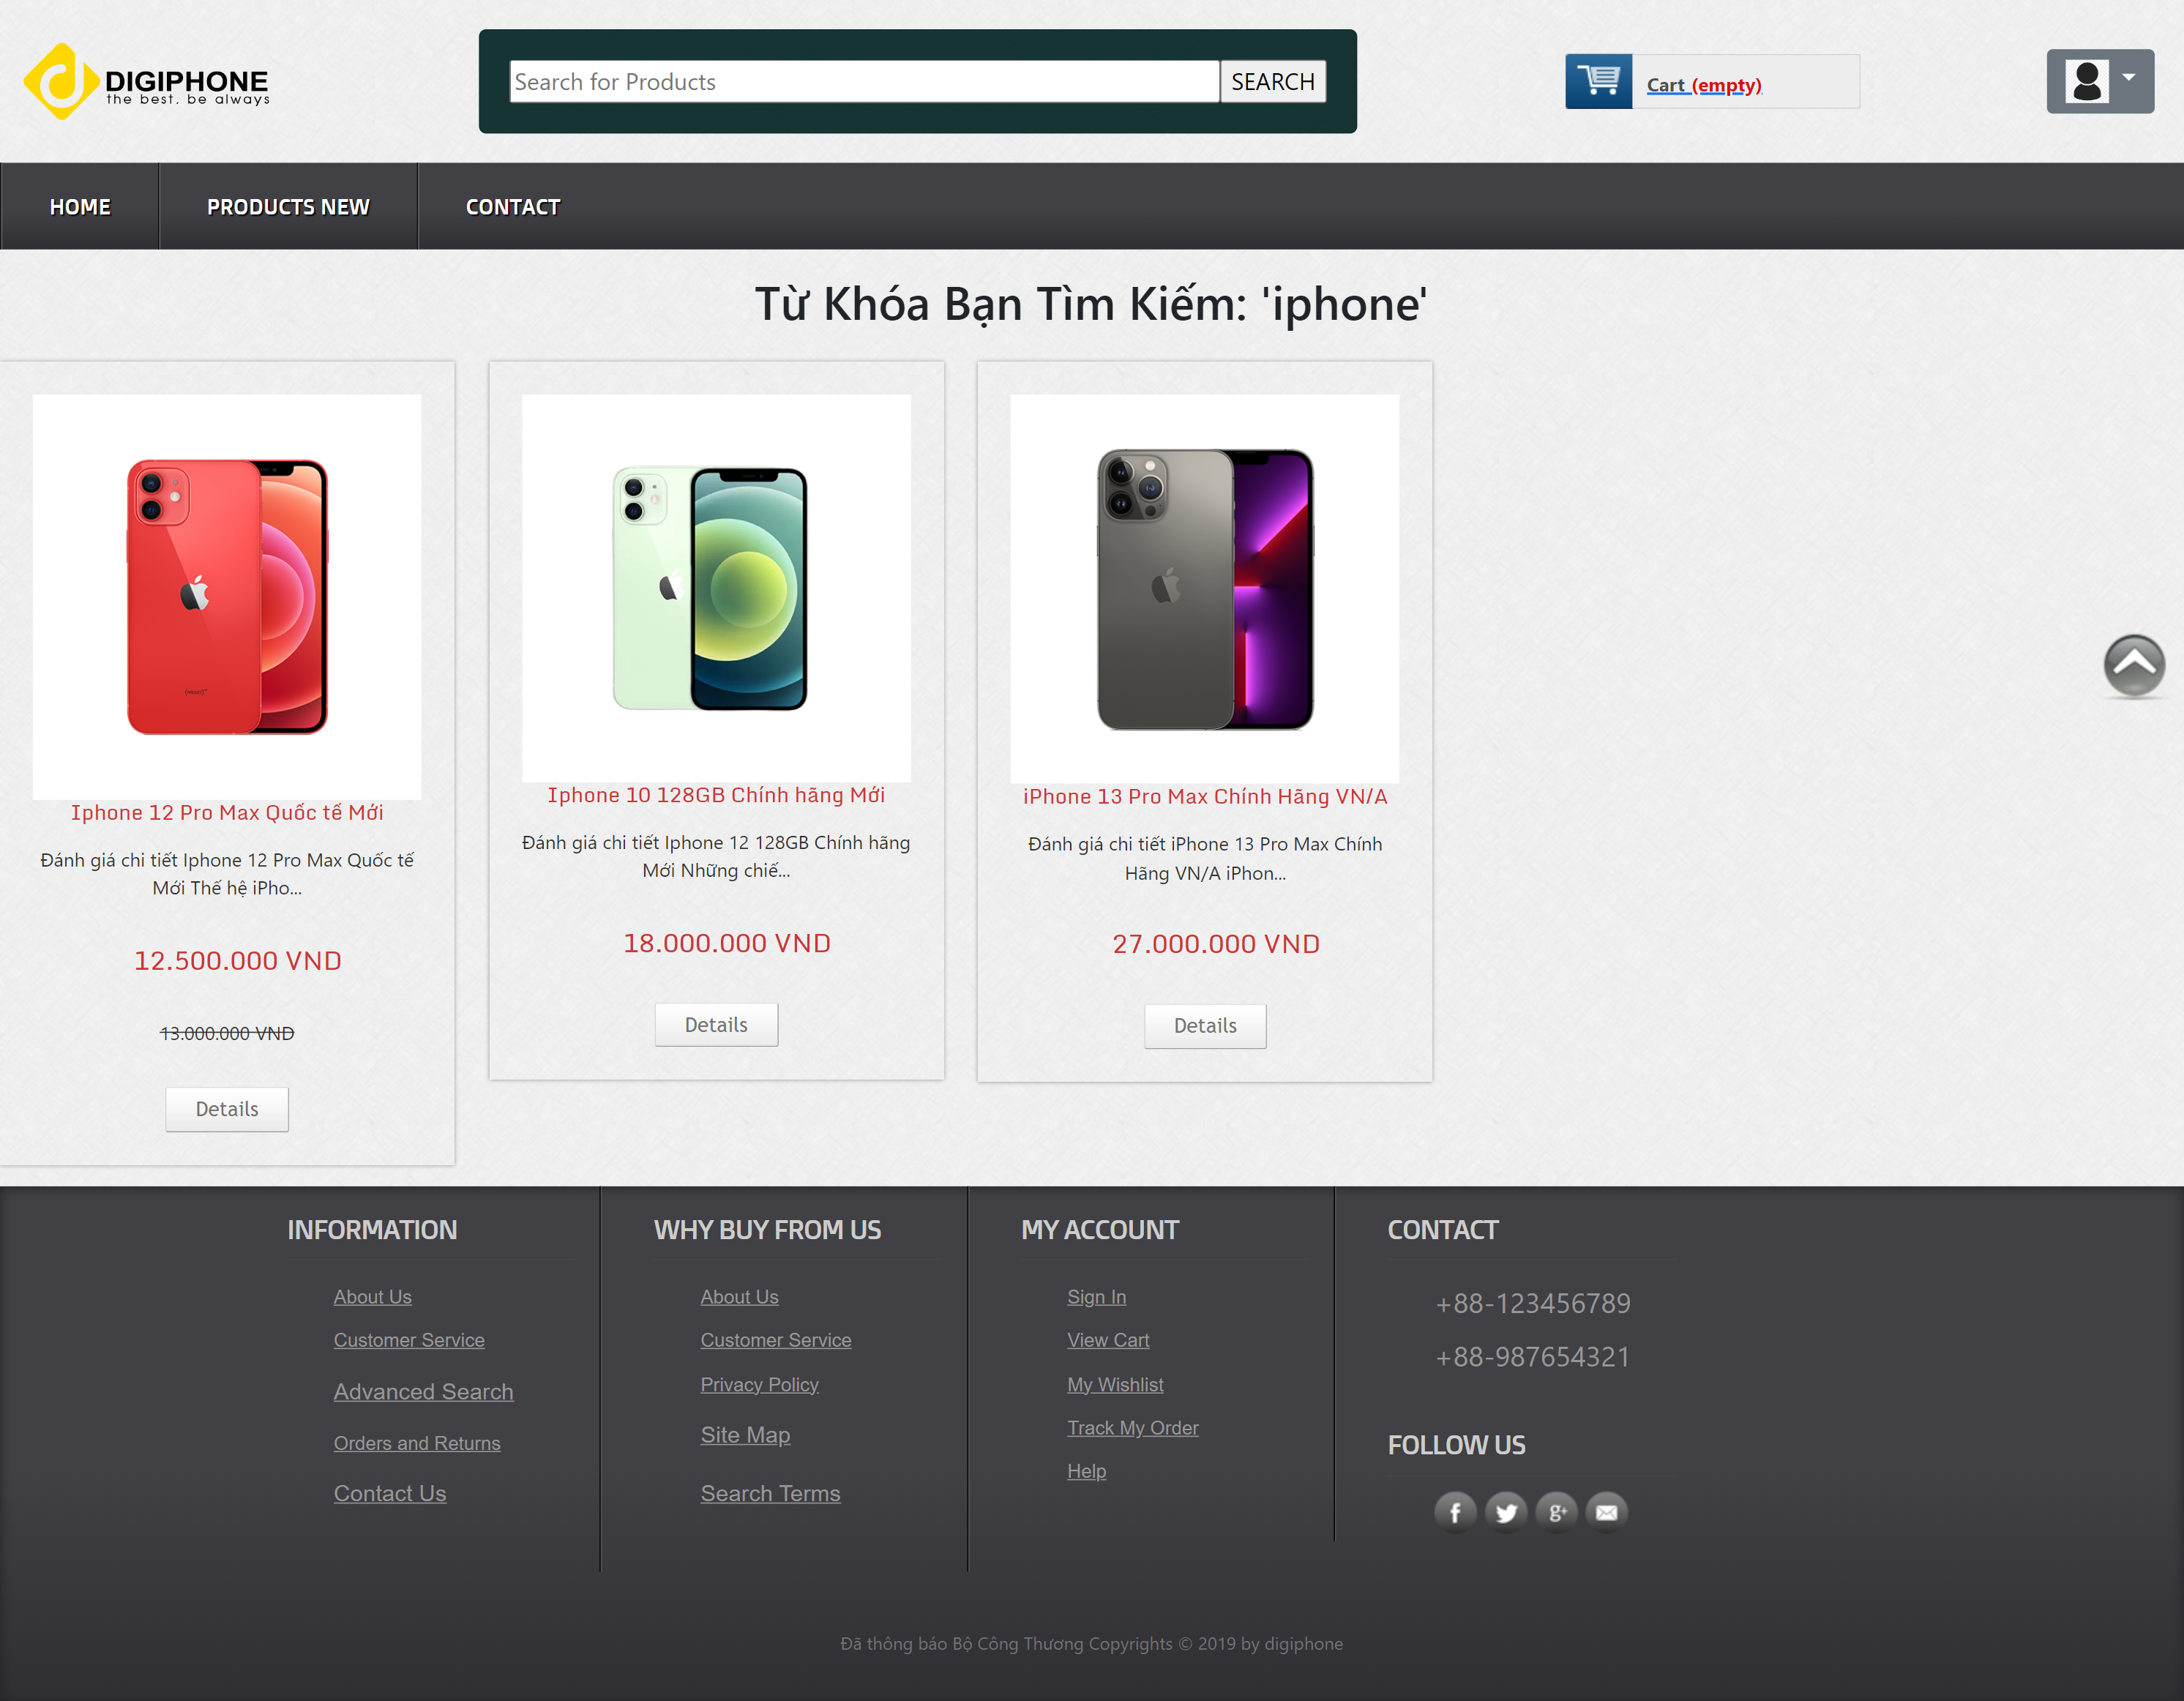 DIGIPHONE
the best, be always
Search for Products
SEARCH
Cart (empty)
HOME
PRODUCTS NEW
CONTACT
Từ Khóa Bạn Tìm Kiếm: 'iphone'
Iphone 12 Pro Max Quốc tế Mới
Đánh giá chi tiết Iphone 12 Pro Max Quốc tế
Mới Thế hệ iPho...
12.500.000 VND
13.000.000 VND
Details
Iphone 10 128GB Chính hãng Mới
Đánh giá chi tiết Iphone 12 128GB Chính hãng
Mới Những chiế...
18.000.000 VND
Details
iPhone 13 Pro Max Chính Hãng VN/A
Đánh giá chi tiết iPhone 13 Pro Max Chính
Hãng VN/A iPhon...
27.000.000 VND
Details
INFORMATION
About Us
Customer Service
Advanced Search
Orders and Returns
Contact Us
WHY BUY FROM US
About Us
Customer Service
Privacy Policy
Site Map
Search Terms
MY ACCOUNT
Sign In
View Cart
My Wishlist
Track My Order
Help
CONTACT
+88-123456789
+88-987654321
FOLLOW US
Đã thông báo Bộ Công Thương Copyrights © 2019 by digiphone